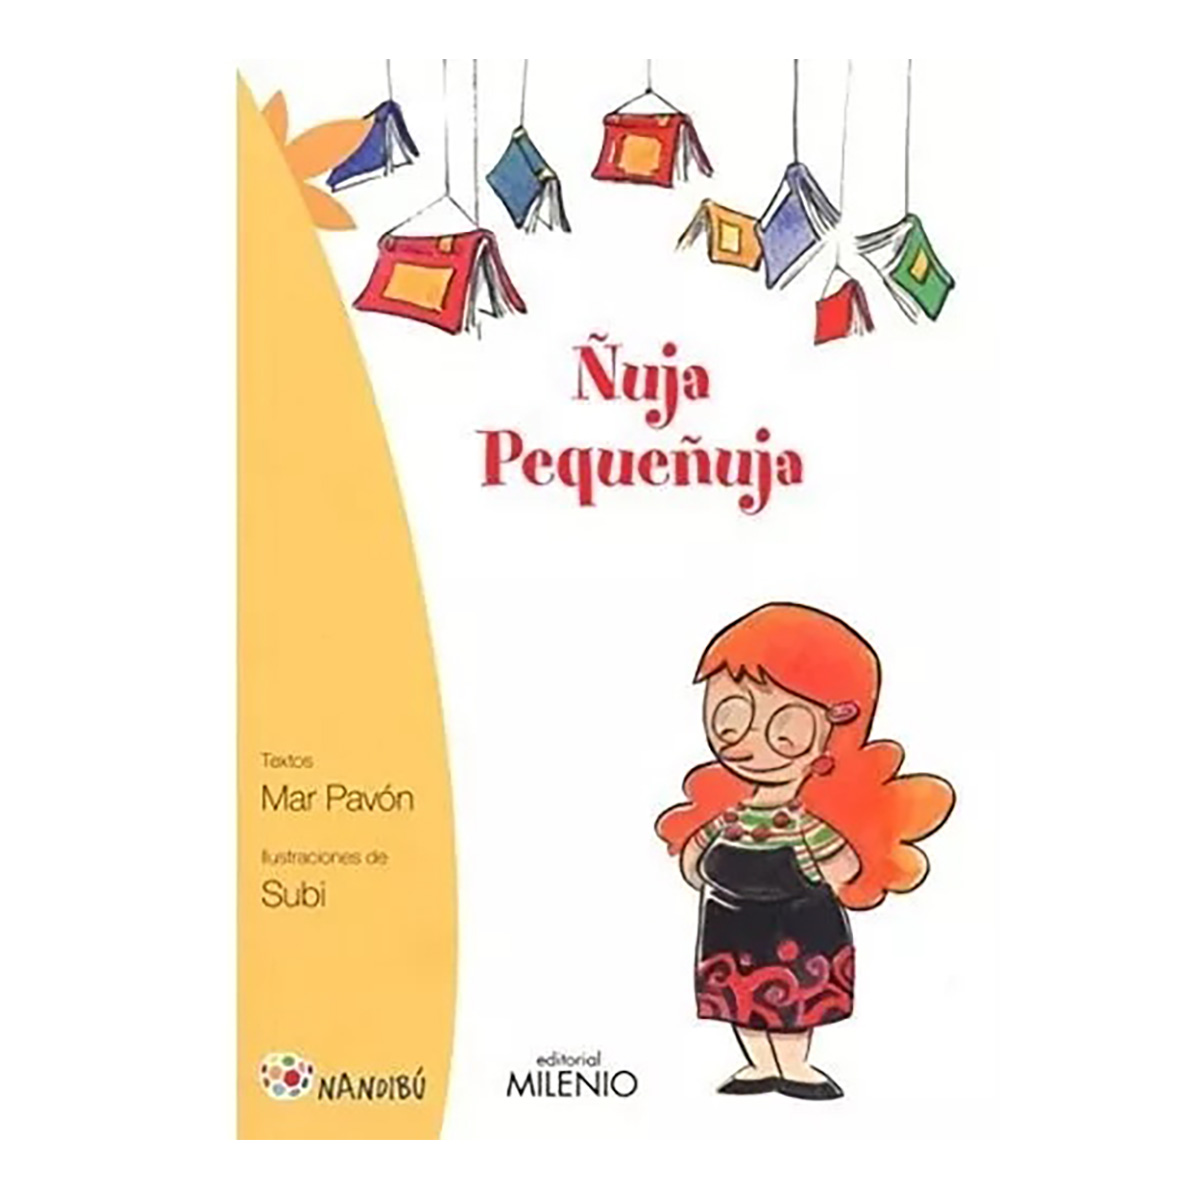 Ñuja
Pequeñuja
Textos
Mar Pavón
Ilustraciones de
Subi
NANDIBÚ
editorial
MILENIO